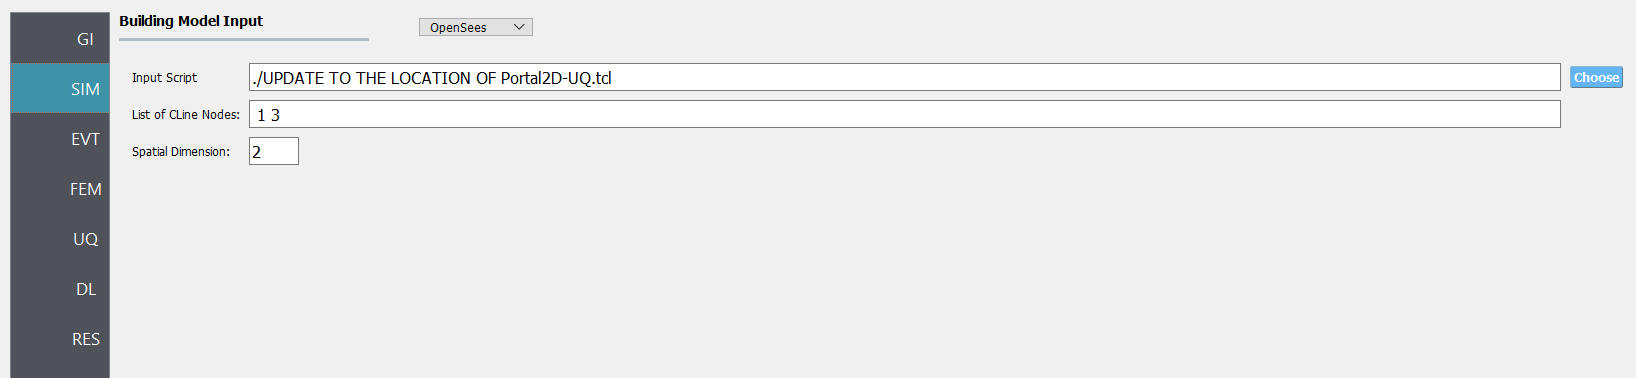 Building Model Input
OpenSees
GI
SIM
EVT
FEM
UQ
DL
RES
Input Script
./UPDATE TO THE LOCATION OF Portal2D-UQ.tcl
Choose
List of CLine Nodes:
1 3
Spatial Dimension:
2